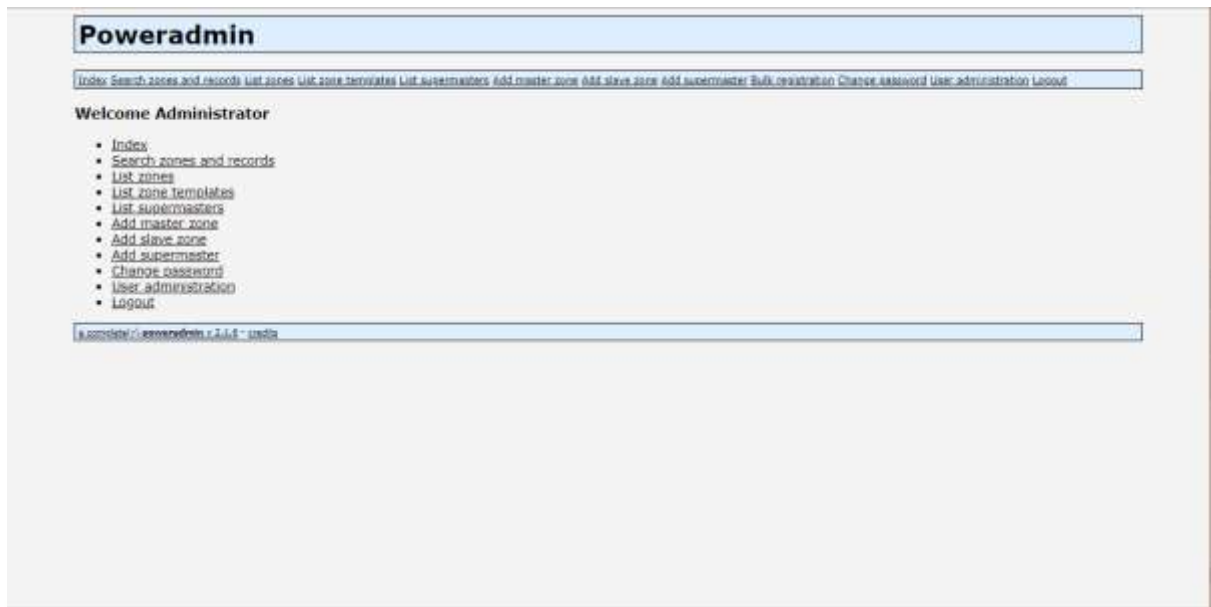 Poweradmin
Index Search zones and records List zones List zone templates List supermasters Add master zone Add slave zone Add supermaster Bulk registration Change password User administration Logout
Welcome Administrator
Index
Search zones and records
List zones
List zone templates
List supermasters
Add master zone
Add slave zone
Add supermaster
Change password
User administration
Logout
a complete(r) poweradmin - credits